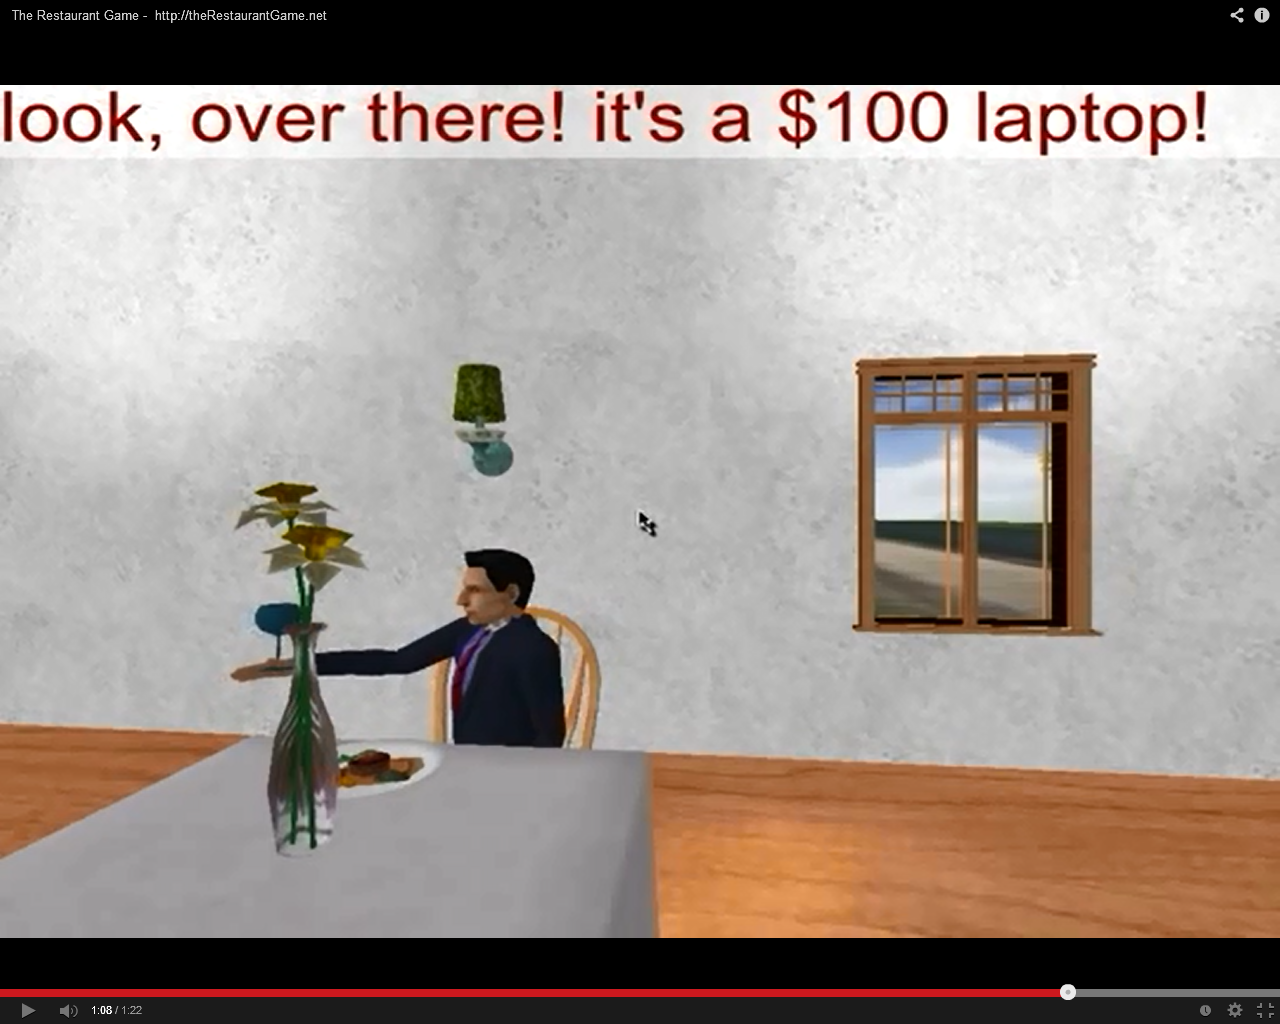 The Restaurant Game - http://theRestaurantGame.net
look, over there! it's a $100 laptop!
1:08 / 1:22